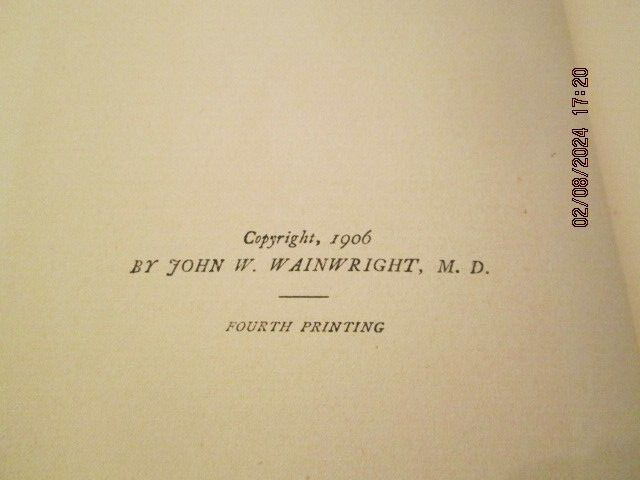 Copyright, 1906
BY JOHN W. WAINWRIGHT, M. D.
FOURTH PRINTING
02/08/2024 17:20